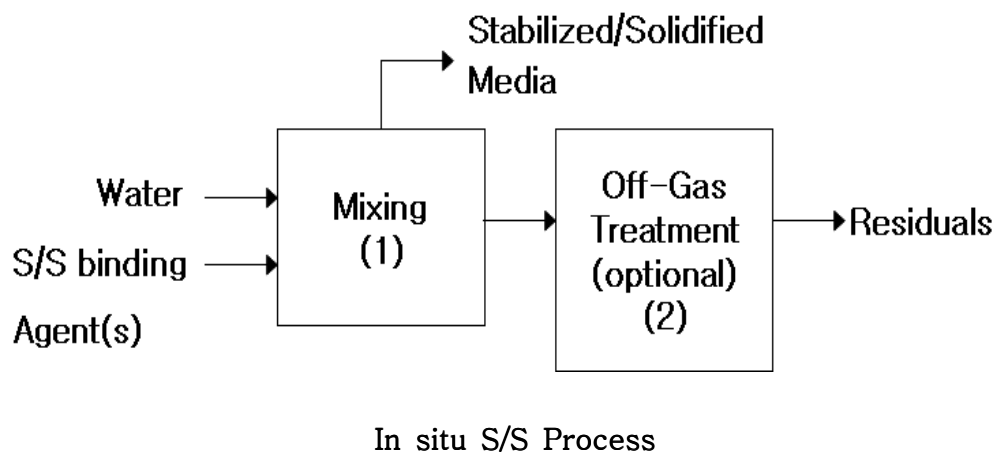 Stabilized/Solidified
Media
Water
S/S binding
Agent(s)
Mixing
(1)
Off-Gas
Treatment
(optional)
(2)
Residuals
In situ S/S Process